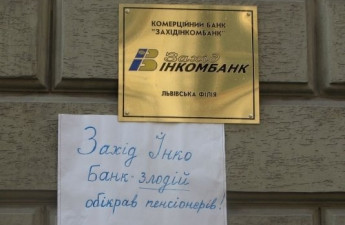 КОМЕРЦІЙНИЙ БАНК
"ЗАХІДІНКОМБАНК"
Захід
ІНКОМБАНК
ЛЬВІВСЬКА ФІЛІЯ
Захід Інко
Банк-злодій
обікрав пенсіонерів!